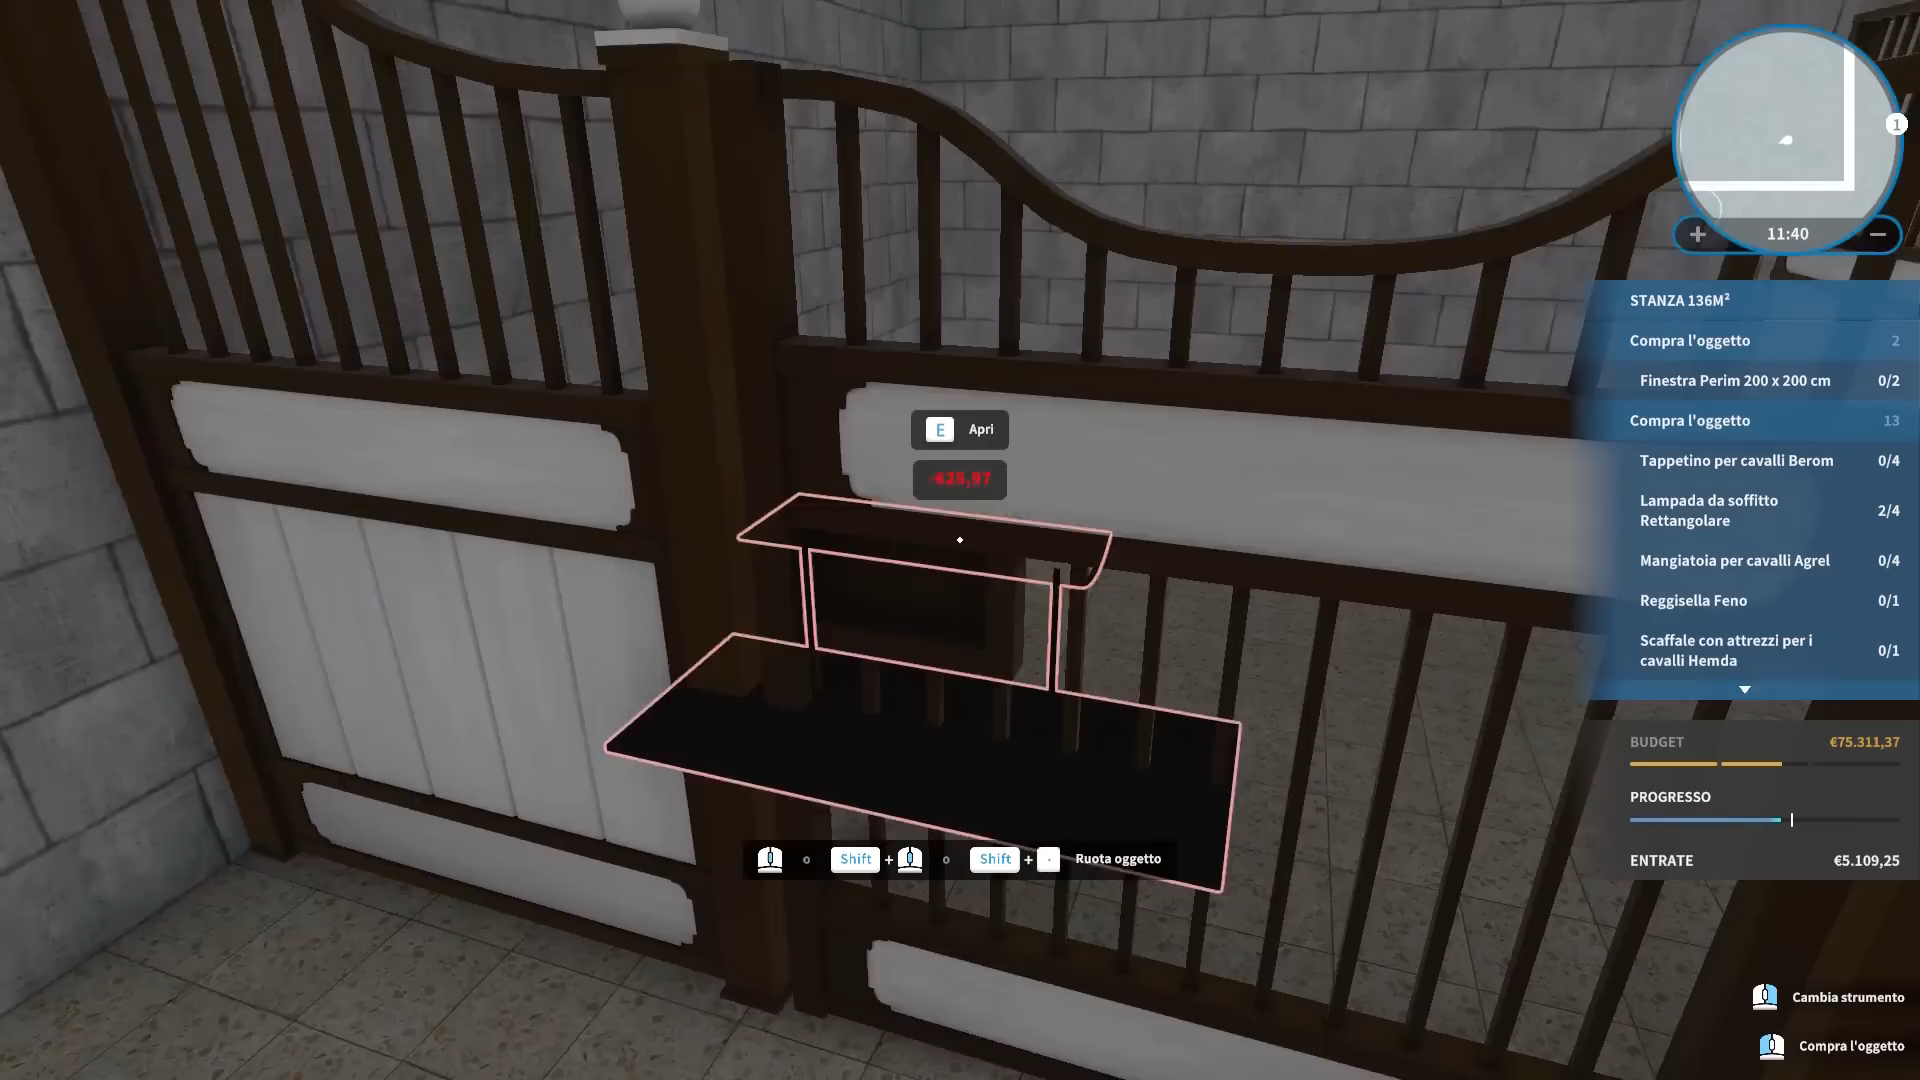 1
+ 11:40 −
STANZA 136M²
Compra l'oggetto 2
Finestra Perim 200 x 200 cm 0/2
Compra l'oggetto 13
Tappetino per cavalli Berom 0/4
Lampada da soffitto
Rettangolare 2/4
Mangiatoia per cavalli Agrel 0/4
Reggisella Feno 0/1
Scaffale con attrezzi per i
cavalli Hemda 0/1
E Apri
-€28,97
BUDGET €75.311,37
PROGRESSO
ENTRATE €5.109,25
o Shift + o Shift + . Ruota oggetto
Cambia strumento
Compra l'oggetto